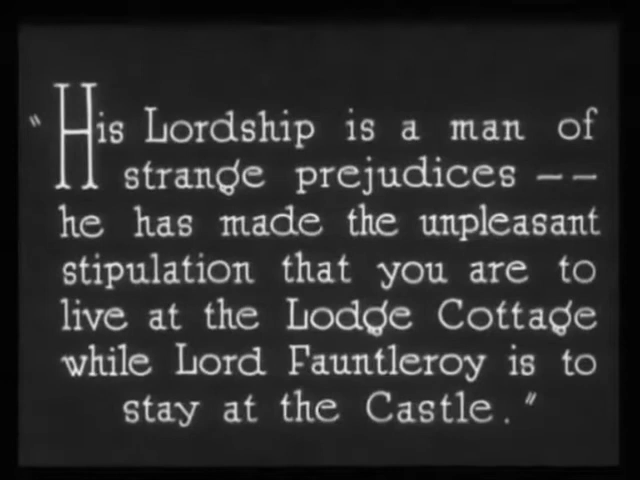 "His Lordship is a man of
strange prejudices --
he has made the unpleasant
stipulation that you are to
live at the Lodge Cottage
while Lord Fauntleroy is to
stay at the Castle."